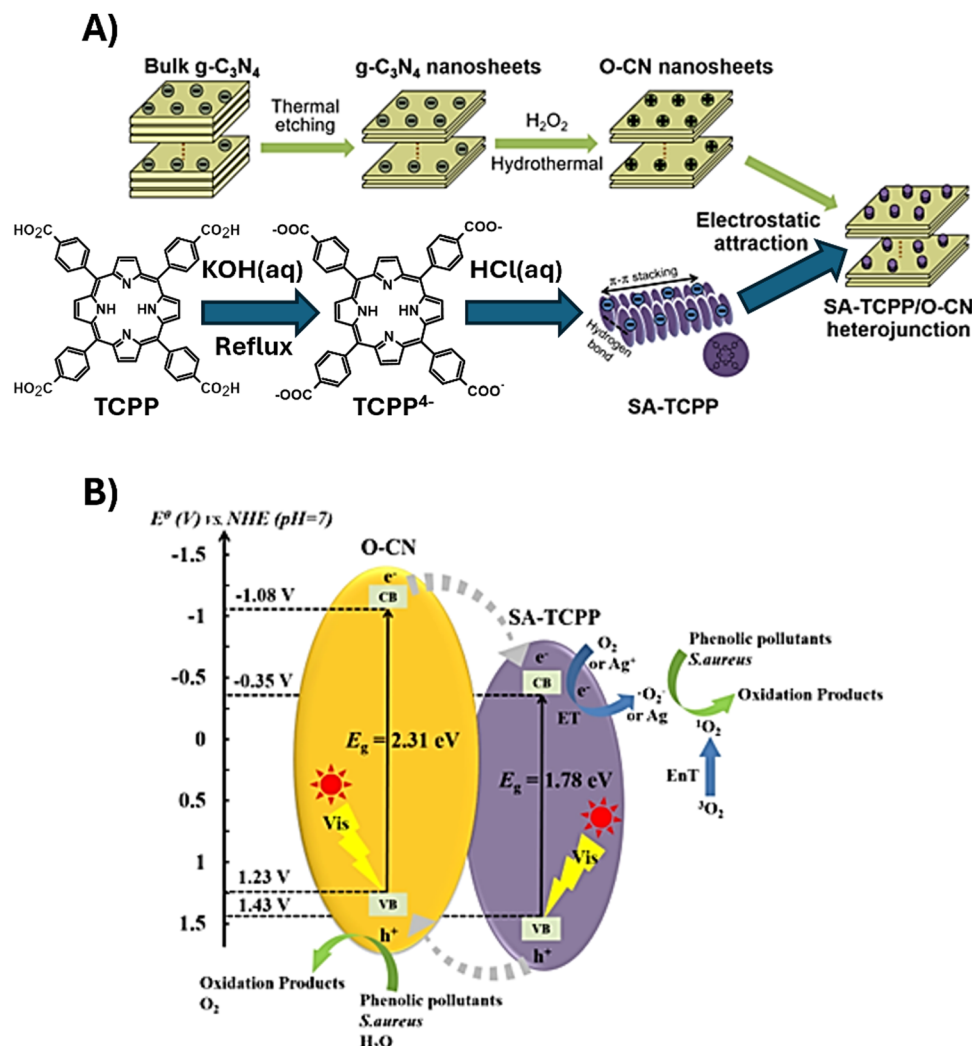 A)
Bulk g-C₃N₄
g-C₃N₄ nanosheets
O-CN nanosheets
Thermal
etching
H₂O₂
Hydrothermal
HO₂C
CO₂H
N
NH
HN
N
HO₂C
CO₂H
TCPP
KOH(aq)
Reflux
-OOC
COO-
N
NH
HN
N
-OOC
COO-
TCPP⁴⁻
HCl(aq)
π-π stacking
Hydrogen
bond
SA-TCPP
Electrostatic
attraction
SA-TCPP/O-CN
heterojunction
B)
E⁰ (V) vs. NHE (pH=7)
-1.5
-1
-0.5
0
0.5
1
1.5
-1.08 V
-0.35 V
1.23 V
1.43 V
O-CN
e⁻
CB
Eg = 2.31 eV
Vis
VB
h⁺
SA-TCPP
e⁻
CB
e⁻
ET
Eg = 1.78 eV
Vis
VB
h⁺
O₂
or Ag⁺
·O₂⁻
or Ag
Phenolic pollutants
S.aureus
Oxidation Products
¹O₂
EnT
³O₂
Oxidation Products
O₂
Phenolic pollutants
S.aureus
H₂O